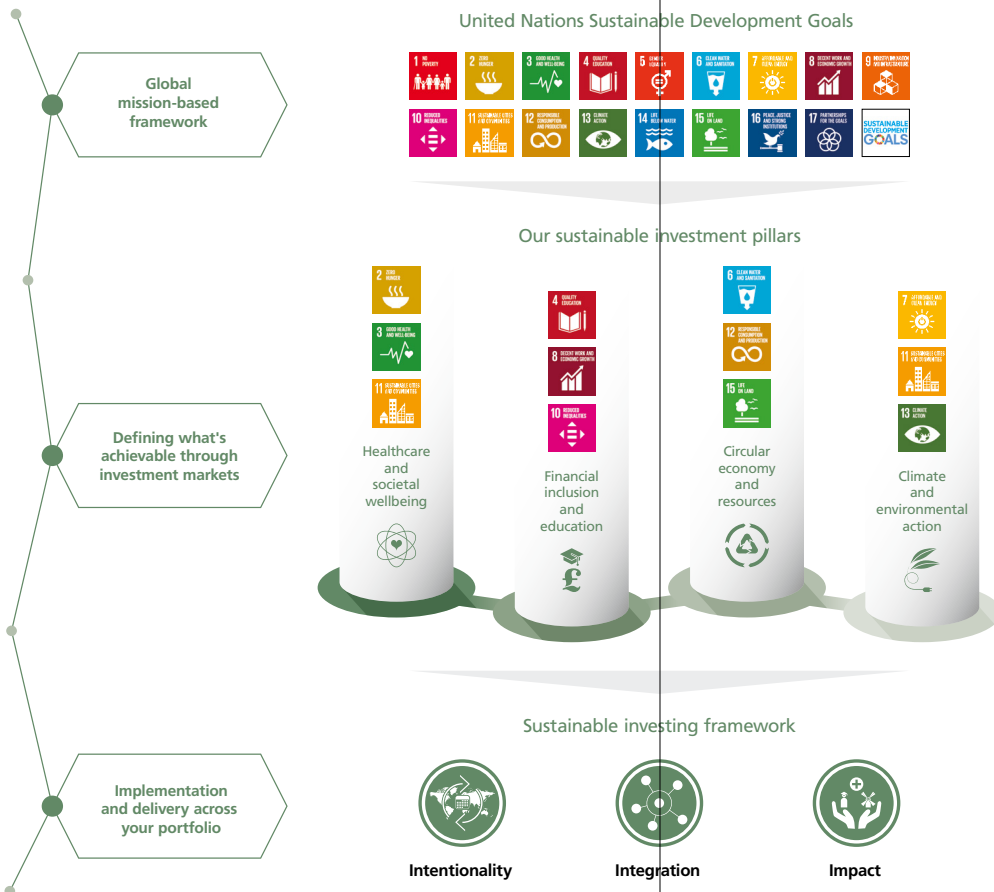 United Nations Sustainable Development Goals
Global
mission-based
framework
1 NO
POVERTY
2 ZERO
HUNGER
3 GOOD HEALTH
AND WELL-BEING
4 QUALITY
EDUCATION
5 GENDER
EQUALITY
6 CLEAN WATER
AND SANITATION
7 AFFORDABLE AND
CLEAN ENERGY
8 DECENT WORK AND
ECONOMIC GROWTH
9 INDUSTRY, INNOVATION
AND INFRASTRUCTURE
10 REDUCED
INEQUALITIES
11 SUSTAINABLE CITIES
AND COMMUNITIES
12 RESPONSIBLE
CONSUMPTION
AND PRODUCTION
13 CLIMATE
ACTION
14 LIFE
BELOW WATER
15 LIFE
ON LAND
16 PEACE, JUSTICE
AND STRONG
INSTITUTIONS
17 PARTNERSHIPS
FOR THE GOALS
SUSTAINABLE
DEVELOPMENT
GOALS
Our sustainable investment pillars
Defining what's
achievable through
investment markets
2 ZERO
HUNGER
3 GOOD HEALTH
AND WELL-BEING
11 SUSTAINABLE CITIES
AND COMMUNITIES
Healthcare
and
societal
wellbeing
4 QUALITY
EDUCATION
8 DECENT WORK AND
ECONOMIC GROWTH
10 REDUCED
INEQUALITIES
Financial
inclusion
and
education
£
6 CLEAN WATER
AND SANITATION
12 RESPONSIBLE
CONSUMPTION
AND PRODUCTION
15 LIFE
ON LAND
Circular
economy
and
resources
7 AFFORDABLE AND
CLEAN ENERGY
11 SUSTAINABLE CITIES
AND COMMUNITIES
13 CLIMATE
ACTION
Climate
and
environmental
action
Sustainable investing framework
Implementation
and delivery across
your portfolio
Intentionality
Integration
Impact